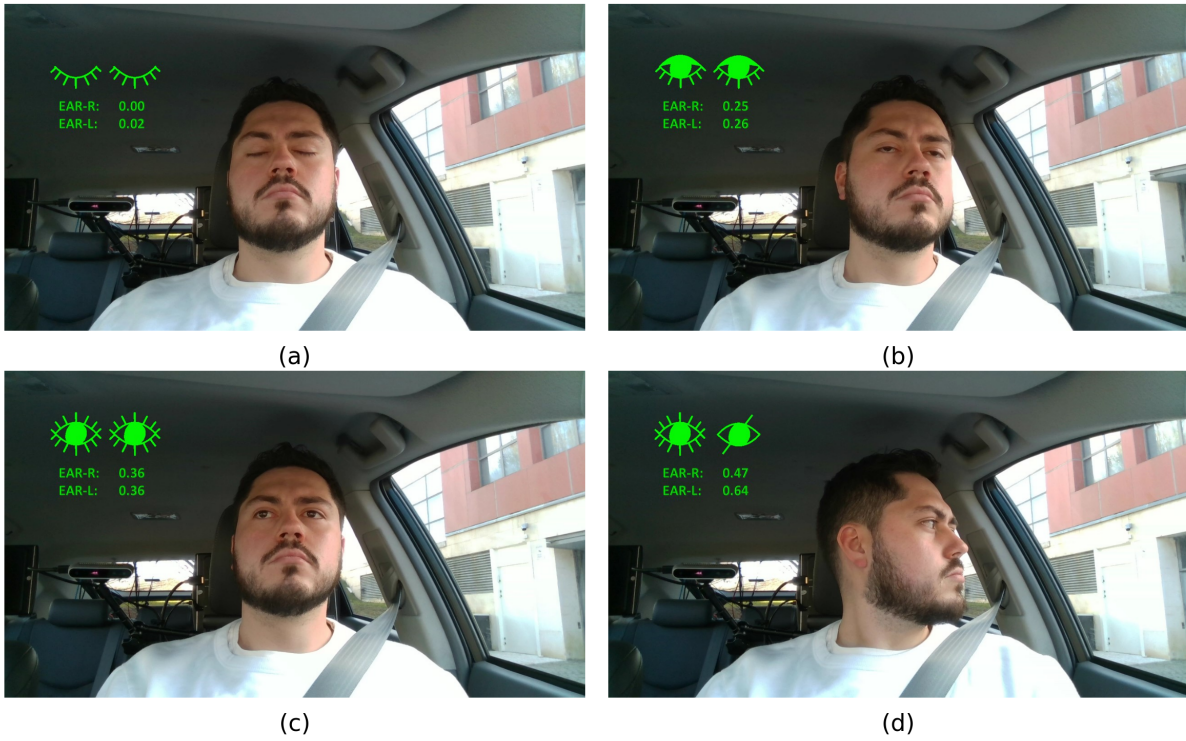 EAR-R: 0.00
EAR-L: 0.02
(a)
EAR-R: 0.25
EAR-L: 0.26
(b)
EAR-R: 0.36
EAR-L: 0.36
(c)
EAR-R: 0.47
EAR-L: 0.64
(d)